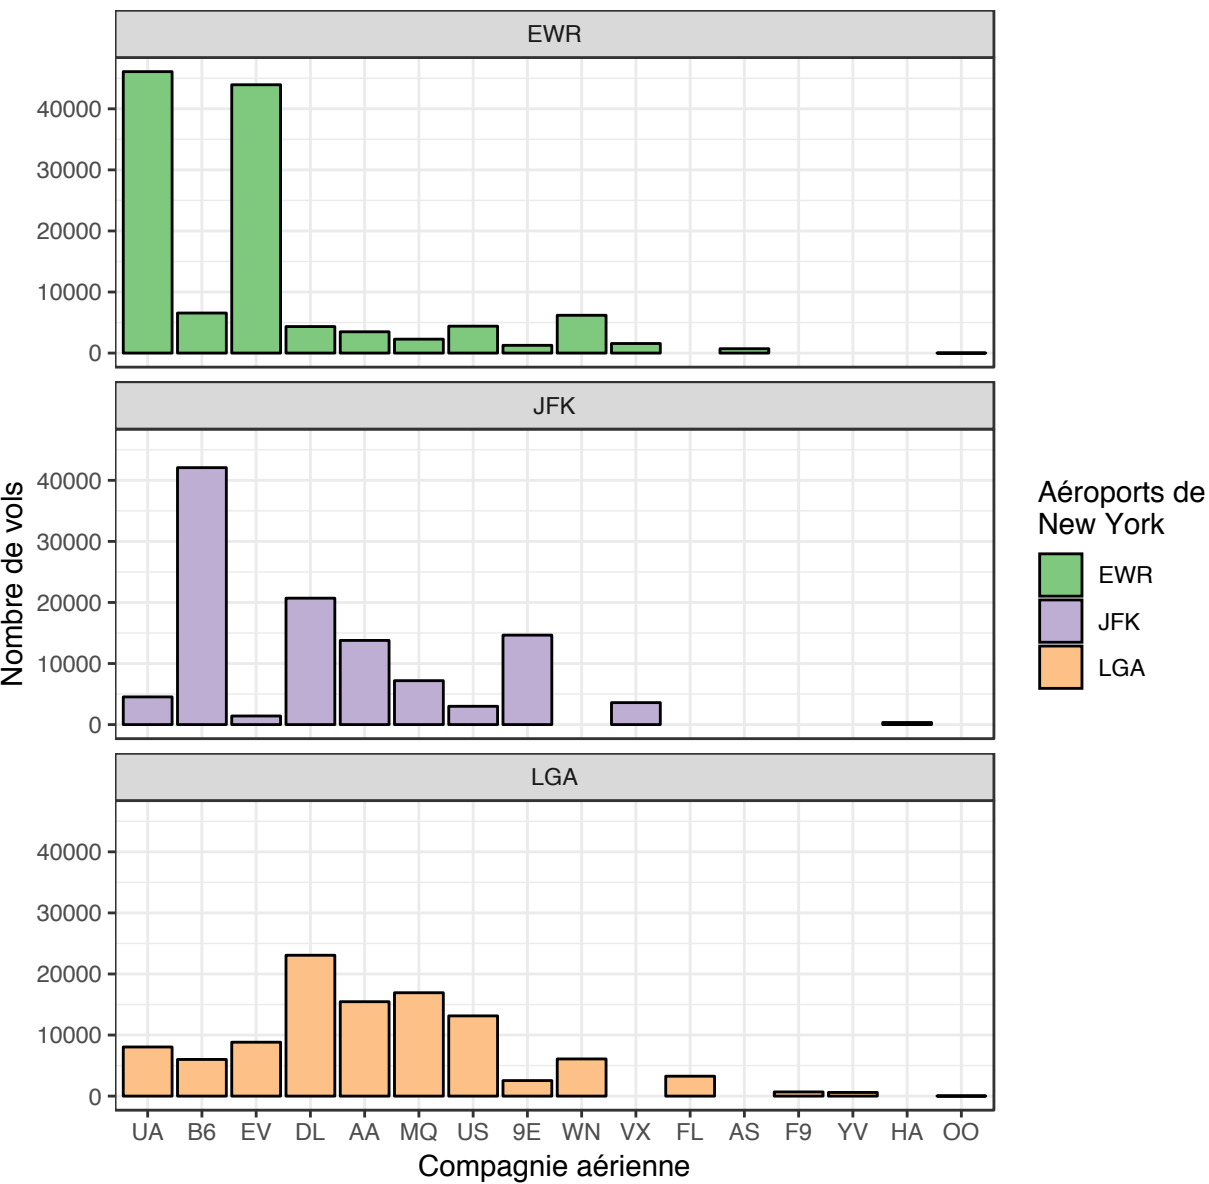 EWR
40000
30000
20000
10000
0
JFK
40000
30000
20000
10000
0
LGA
40000
30000
20000
10000
0
UA B6 EV DL AA MQ US 9E WN VX FL AS F9 YV HA OO
Compagnie aérienne
Nombre de vols
Aéroports de
New York
EWR
JFK
LGA